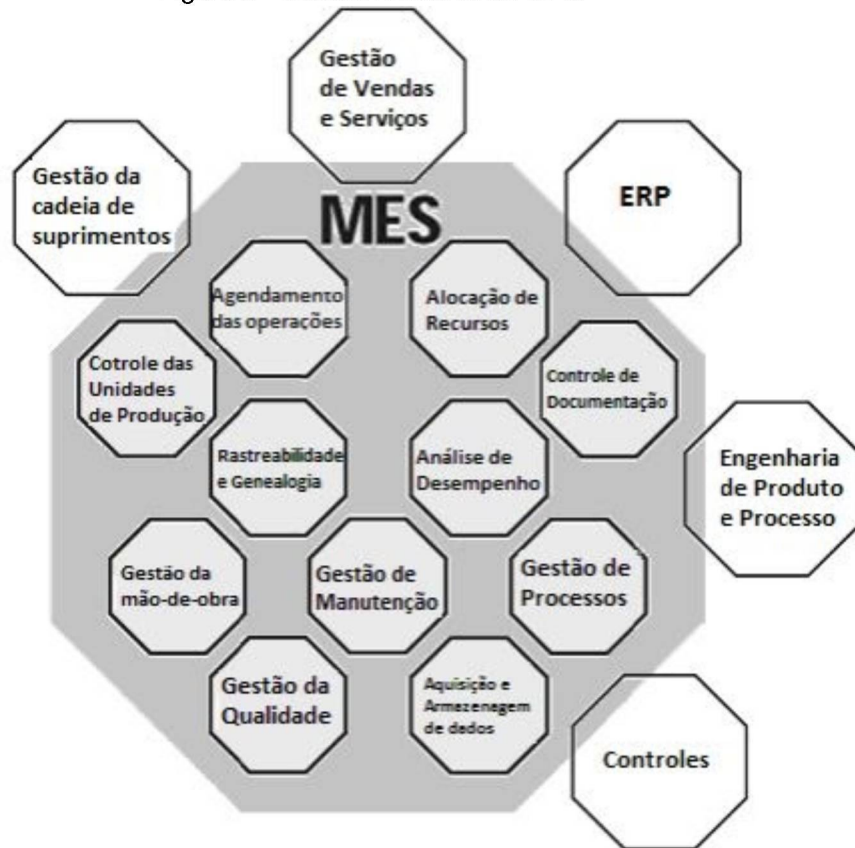 Gestão
de Vendas
e Serviços
Gestão da
cadeia de
suprimentos
ERP
MES
Agendamento
das operações
Alocação de
Recursos
Cotrole das
Unidades
de Produção
Controle de
Documentação
Rastreabilidade
e Genealogia
Análise de
Desempenho
Engenharia
de Produto
e Processo
Gestão da
mão-de-obra
Gestão de
Manutenção
Gestão de
Processos
Gestão da
Qualidade
Aquisição e
Armazenagem
de dados
Controles